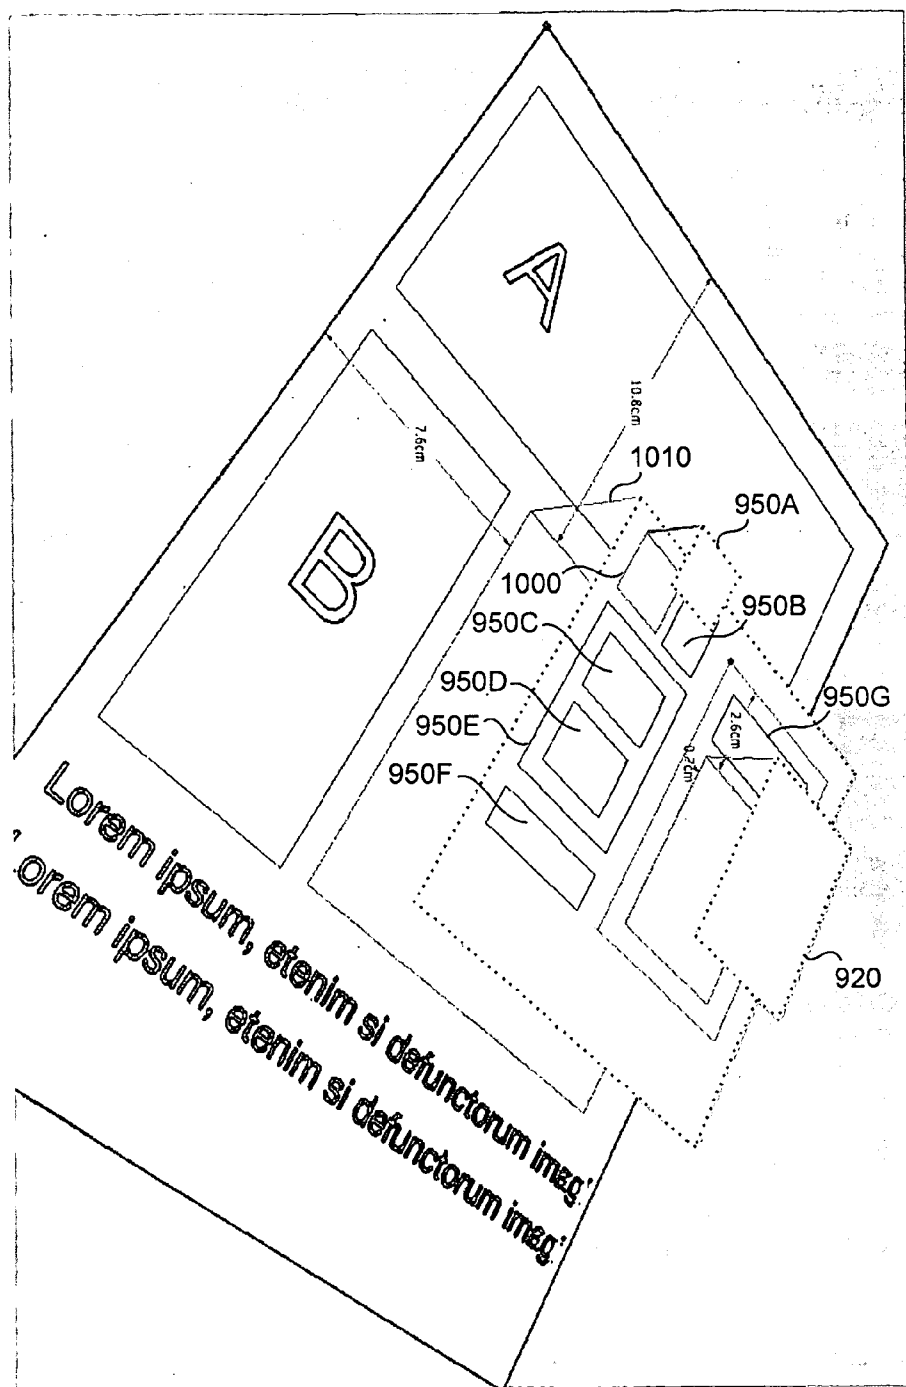 A
10.8cm
7.6cm
1010
950A
B
1000
950B
950C
950D
950G
950E
2.6cm
0.7cm
950F
Lorem ipsum, etenim si defunctorum imag.
Lorem ipsum, etenim si defunctorum imag.
920